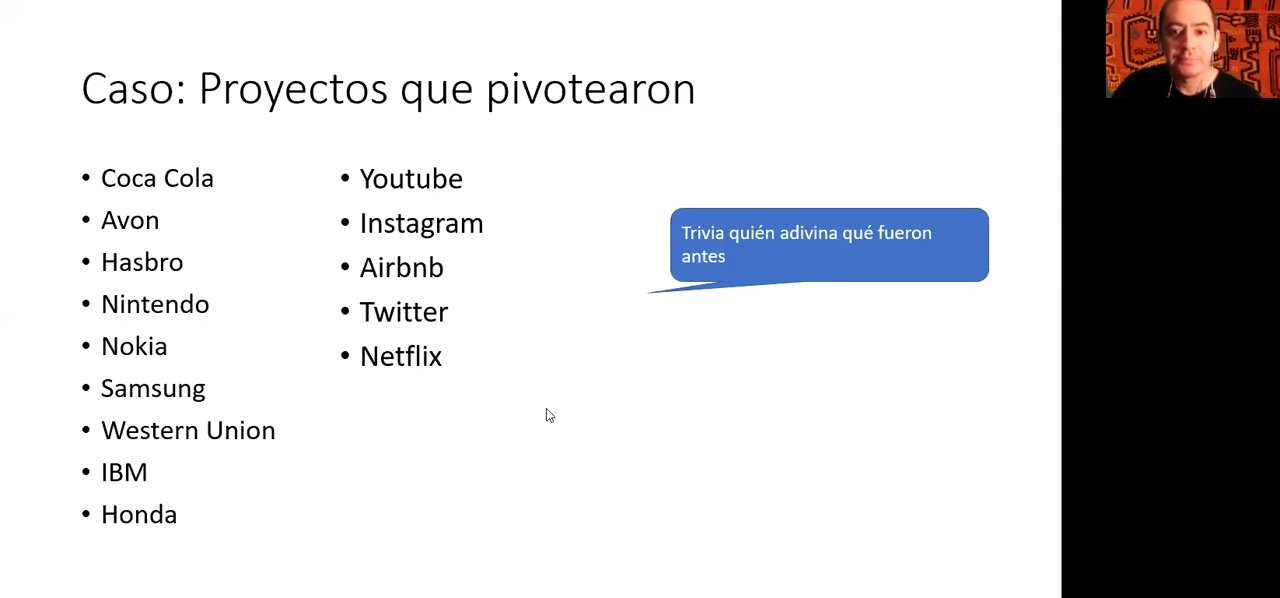 Caso: Proyectos que pivotearon
• Coca Cola
• Avon
• Hasbro
• Nintendo
• Nokia
• Samsung
• Western Union
• IBM
• Honda
• Youtube
• Instagram
• Airbnb
• Twitter
• Netflix
Trivia quién adivina qué fueron
antes